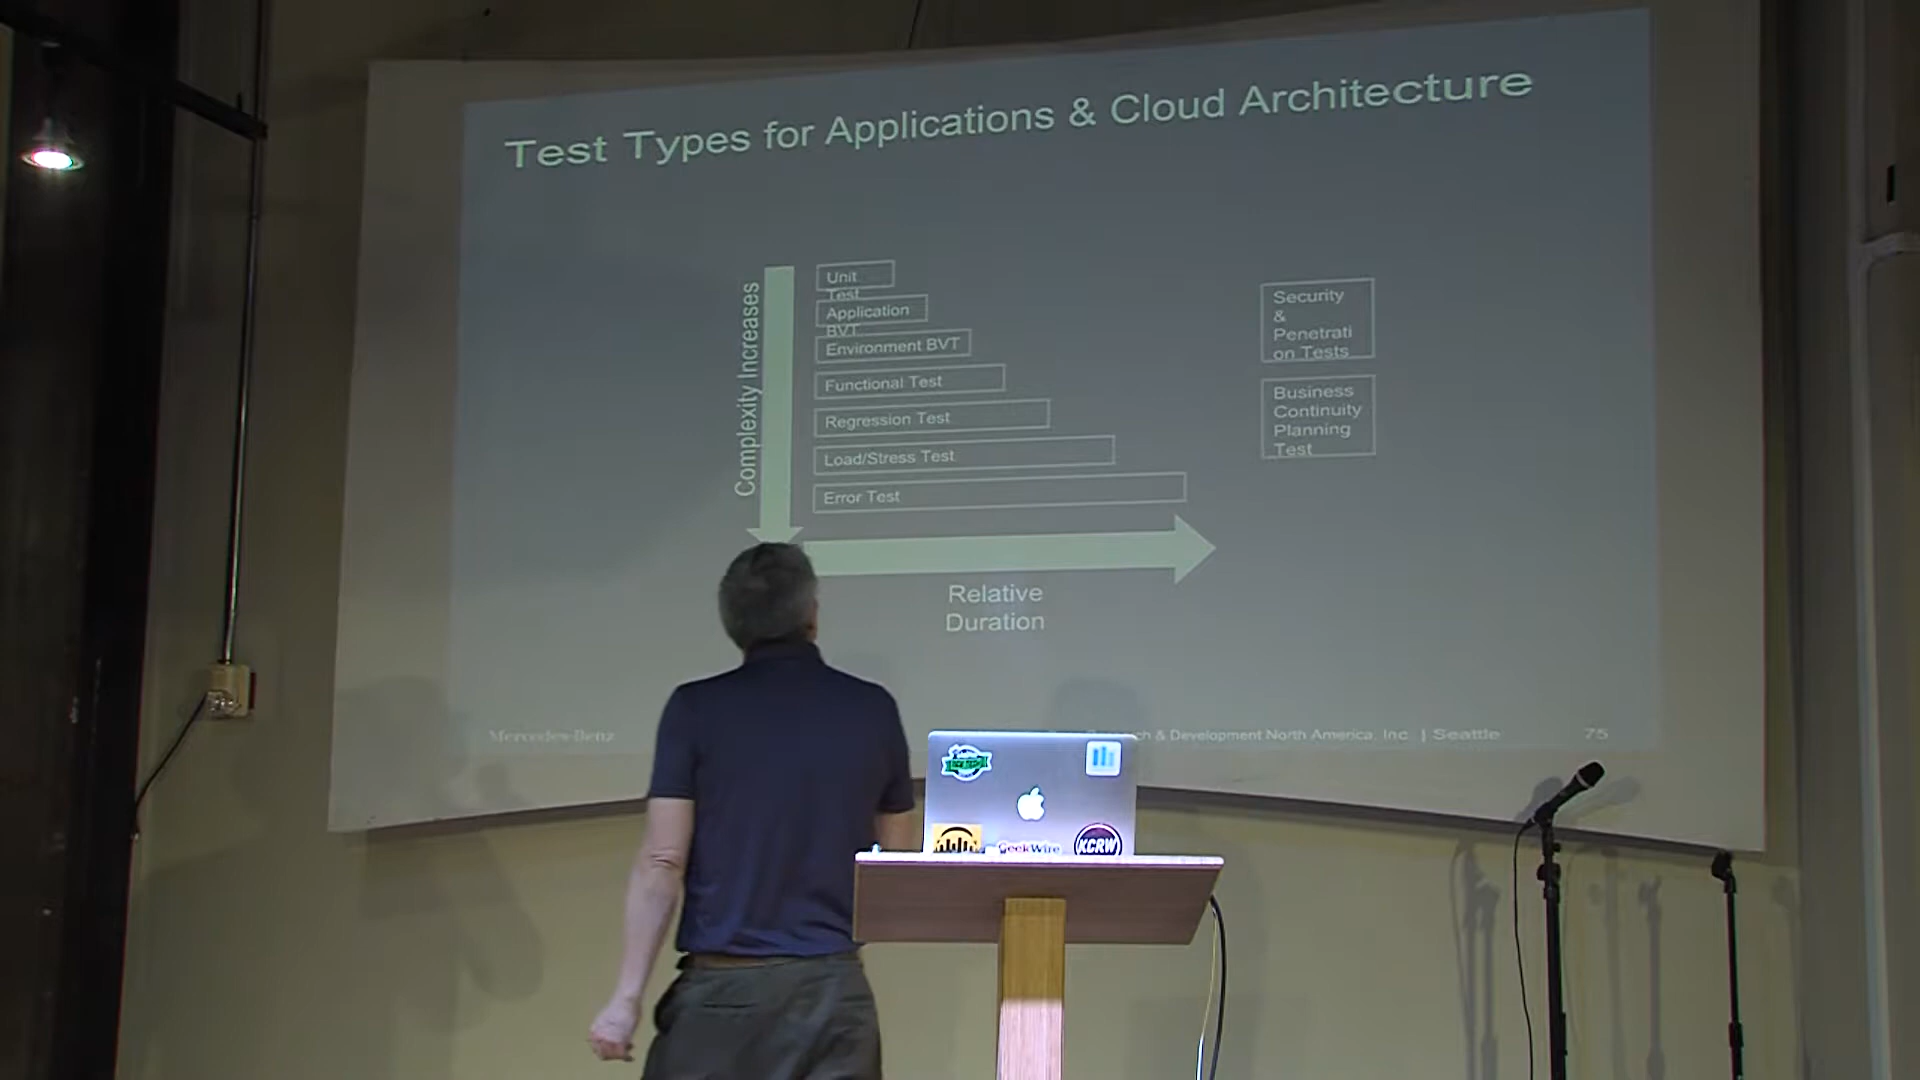 Test Types for Applications & Cloud Architecture
Complexity Increases
Unit
Test
Application
BVT
Environment BVT
Functional Test
Regression Test
Load/Stress Test
Error Test
Relative
Duration
Security
&
Penetrati
on Tests
Business
Continuity
Planning
Test
Mercedes-Benz
& Development North America, Inc. | Seattle
75
GeekWire
KCRW